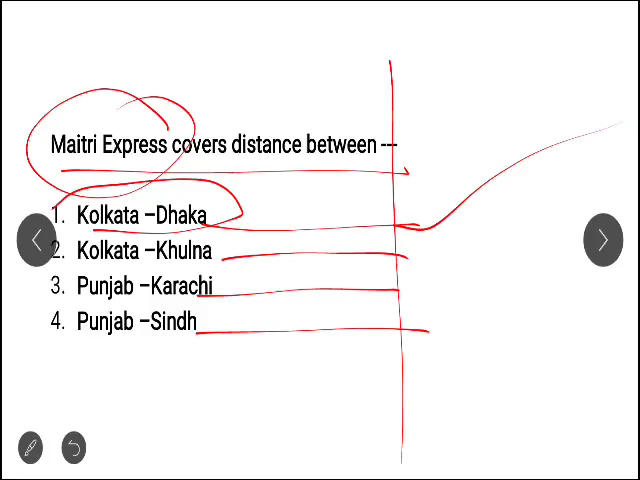 Maitri Express covers distance between ---
1. Kolkata –Dhaka
2. Kolkata –Khulna
3. Punjab –Karachi
4. Punjab –Sindh